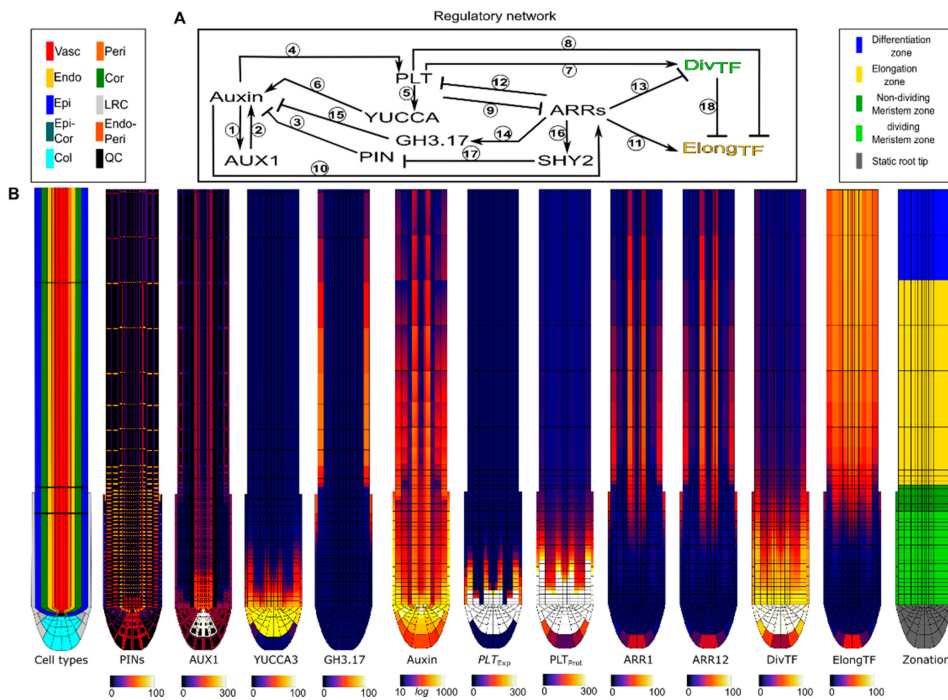 A
Regulatory network
Vasc
Peri
Endo
Cor
Epi
LRC
Epi-Cor
Endo-Peri
Col
QC
4
8
7
PLT
DivTF
12
13
6
5
Auxin
9
ARRs
18
15
YUCCA
1
2
3
GH3.17
14
16
11
17
AUX1
PIN
SHY2
ElongTF
10
Differentiation zone
Elongation zone
Non-dividing Meristem zone
dividing Meristem zone
Static root tip
B
Cell types
PINs
AUX1
YUCCA3
GH3.17
Auxin
PLTExp
PLTProt
ARR1
ARR12
DivTF
ElongTF
Zonation
0 100
0 300
0 100
0 100
10 log 1000
0 300
0 300
0 100
0 100
0 100
0 100